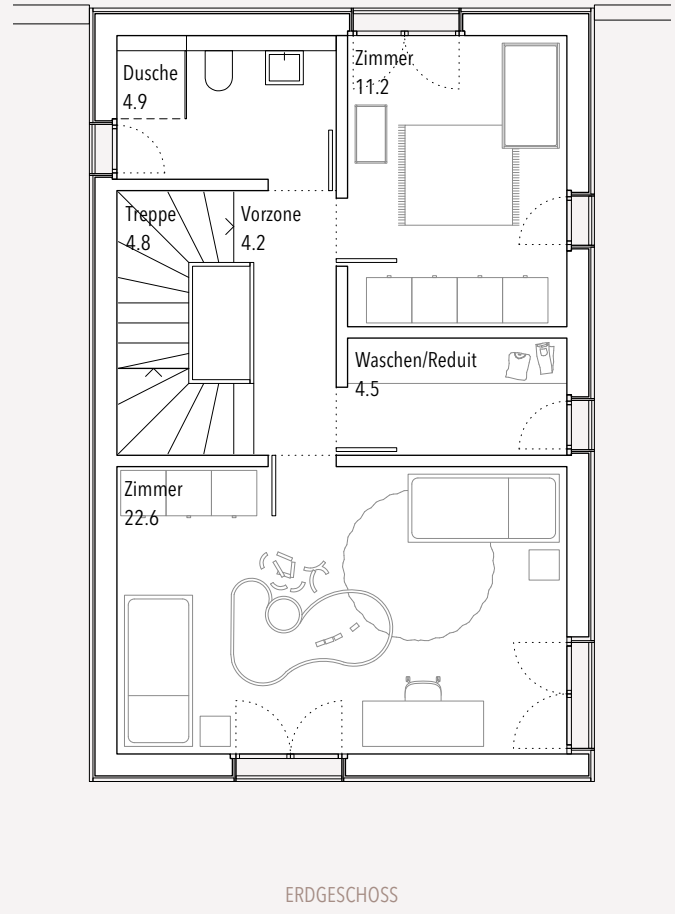 Dusche
4.9
Zimmer
11.2
Treppe
4.8
Vorzone
4.2
Waschen/Reduit
4.5
Zimmer
22.6
ERDGESCHOSS